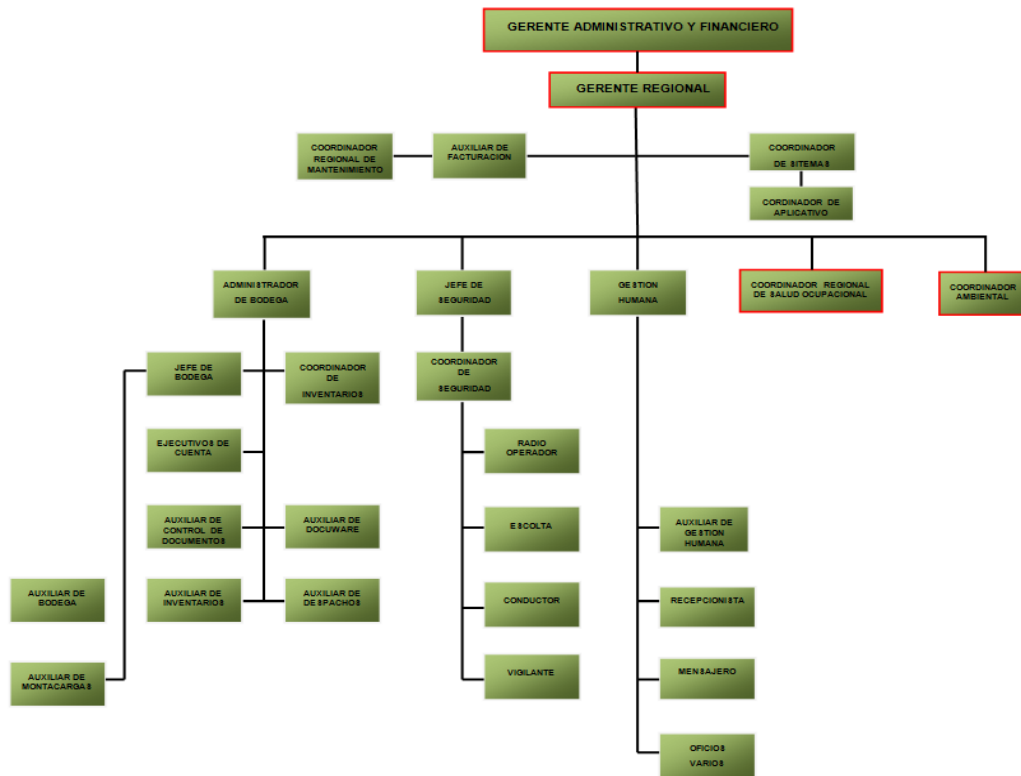 GERENTE ADMINISTRATIVO Y FINANCIERO
GERENTE REGIONAL
COORDINADOR
REGIONAL DE
MANTENIMIENTO
AUXILIAR DE
FACTURACION
COORDINADOR
DE SITEMAS
CORDINADOR DE
APLICATIVO
ADMINISTRADOR
DE BODEGA
JEFE DE
SEGURIDAD
GESTION
HUMANA
COORDINADOR REGIONAL
DE SALUD OCUPACIONAL
COORDINADOR
AMBIENTAL
JEFE DE
BODEGA
COORDINADOR
DE
INVENTARIOS
COORDINADOR
DE
SEGURIDAD
EJECUTIVOS DE
CUENTA
RADIO
OPERADOR
AUXILIAR DE
CONTROL DE
DOCUMENTOS
AUXILIAR DE
DOCUWARE
ESCOLTA
AUXILIAR DE
GESTION
HUMANA
AUXILIAR DE
BODEGA
AUXILIAR DE
INVENTARIOS
AUXILIAR DE
DESPACHOS
CONDUCTOR
RECEPCIONISTA
AUXILIAR DE
MONTACARGAS
VIGILANTE
MENSAJERO
OFICIOS
VARIOS